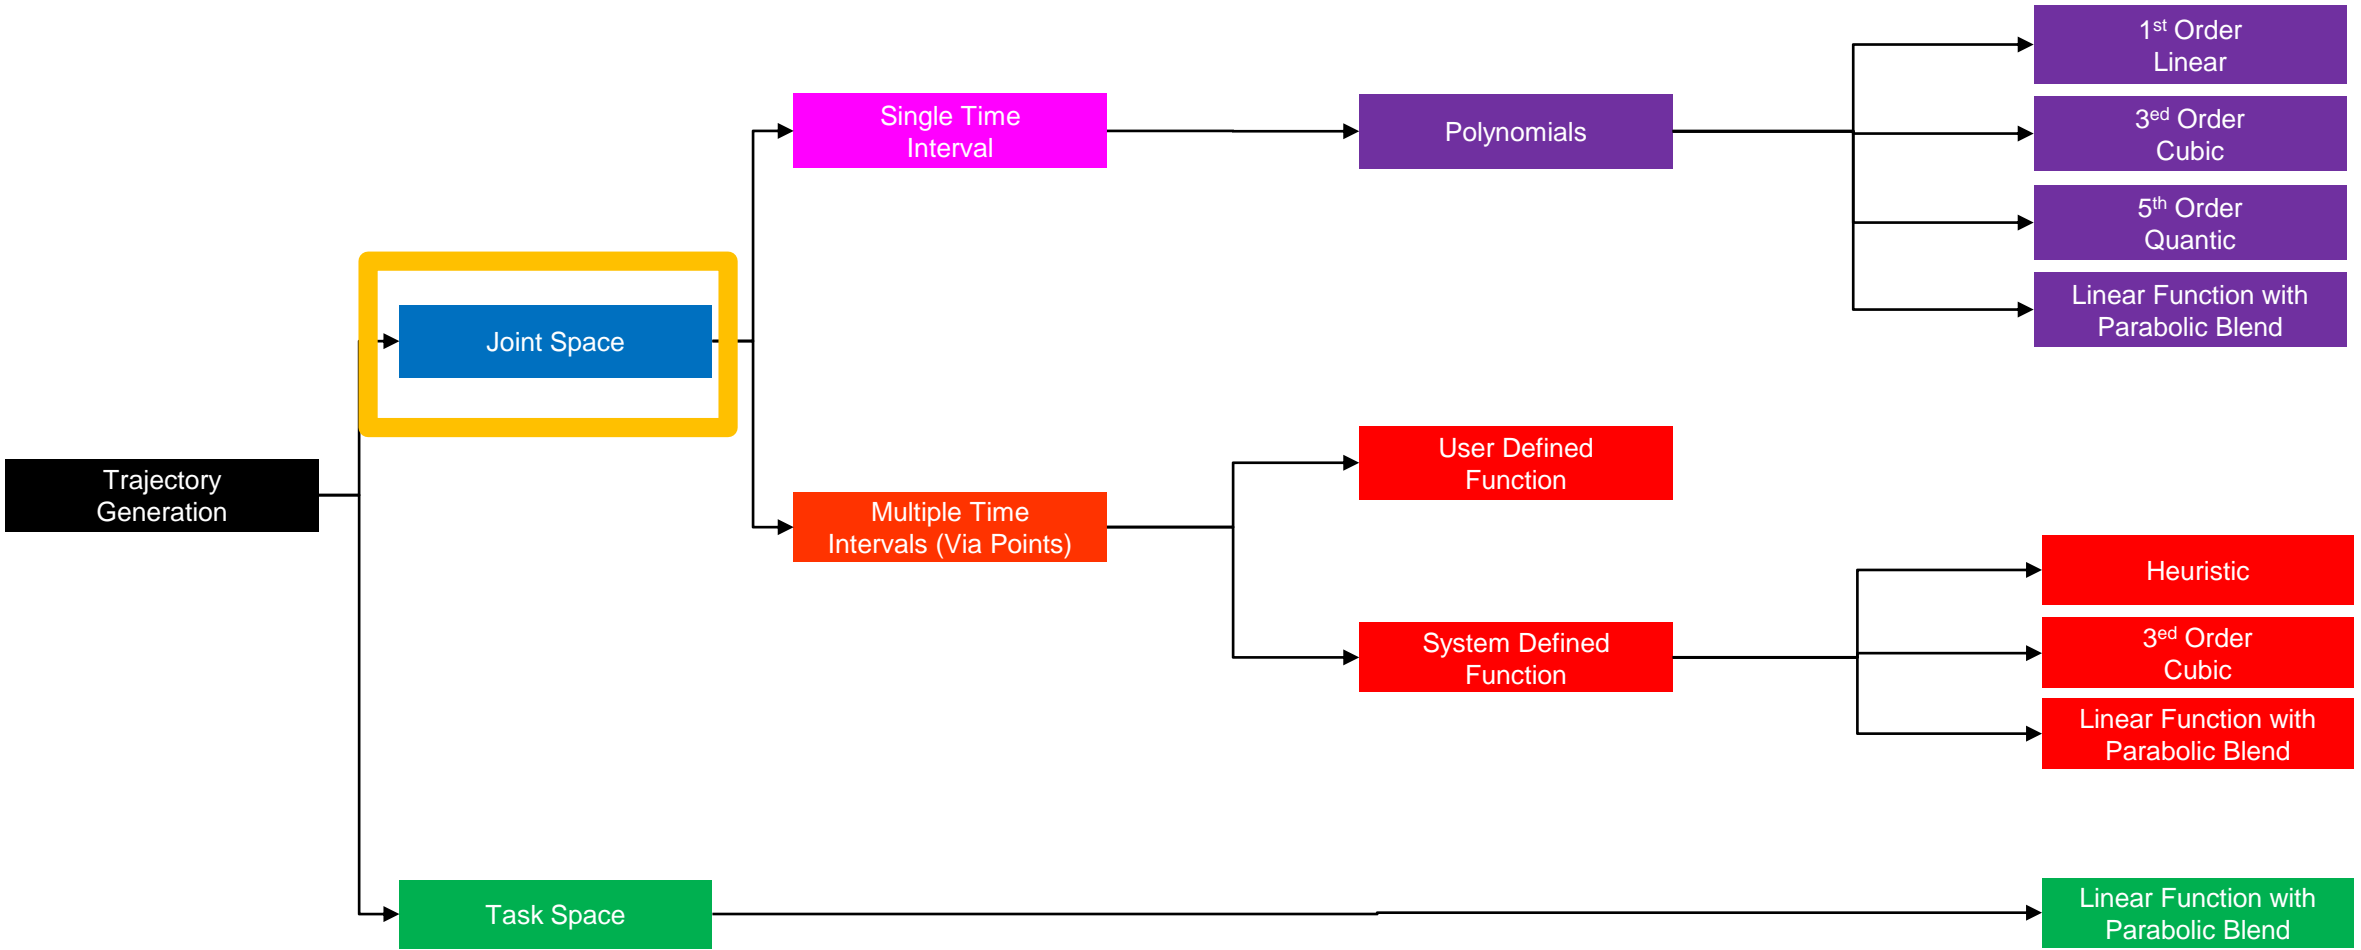 1st Order
Linear
Single Time
Interval
Polynomials
3ed Order
Cubic
5th Order
Quantic
Linear Function with
Parabolic Blend
Joint Space
Trajectory
Generation
User Defined
Function
Multiple Time
Intervals (Via Points)
Heuristic
System Defined
Function
3ed Order
Cubic
Linear Function with
Parabolic Blend
Task Space
Linear Function with
Parabolic Blend